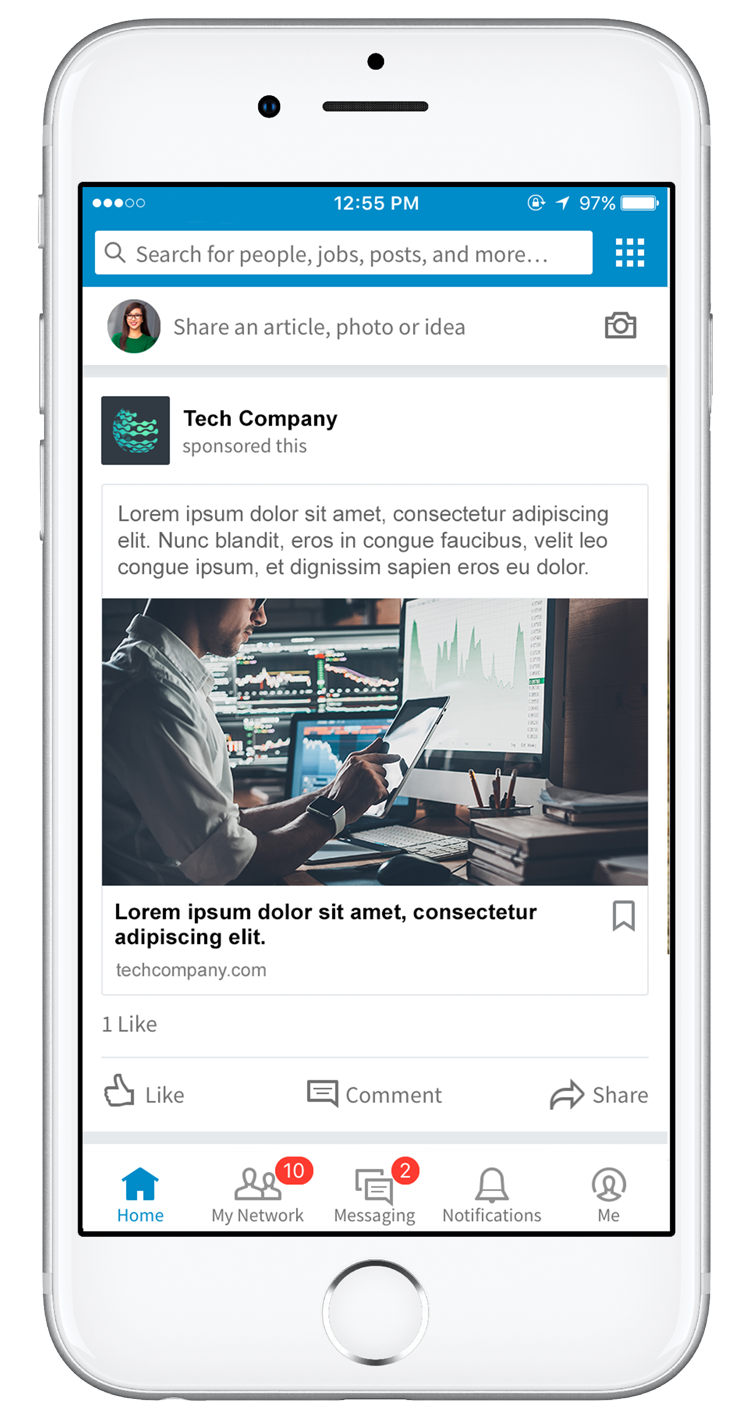 12:55 PM 97%
Search for people, jobs, posts, and more...
Share an article, photo or idea
Tech Company
sponsored this
Lorem ipsum dolor sit amet, consectetur adipiscing
elit. Nunc blandit, eros in congue faucibus, velit leo
congue ipsum, et dignissim sapien eros eu dolor.
Lorem ipsum dolor sit amet, consectetur
adipiscing elit.
techcompany.com
1 Like
Like Comment Share
10 2
Home My Network Messaging Notifications Me